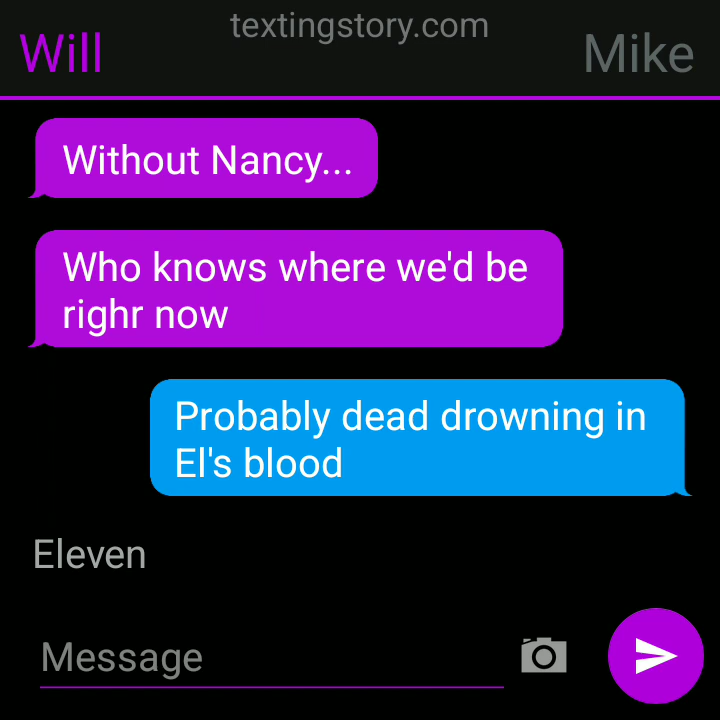 textingstory.com
Will
Mike
Without Nancy...
Who knows where we'd be
righr now
Probably dead drowning in
El's blood
Eleven
Message